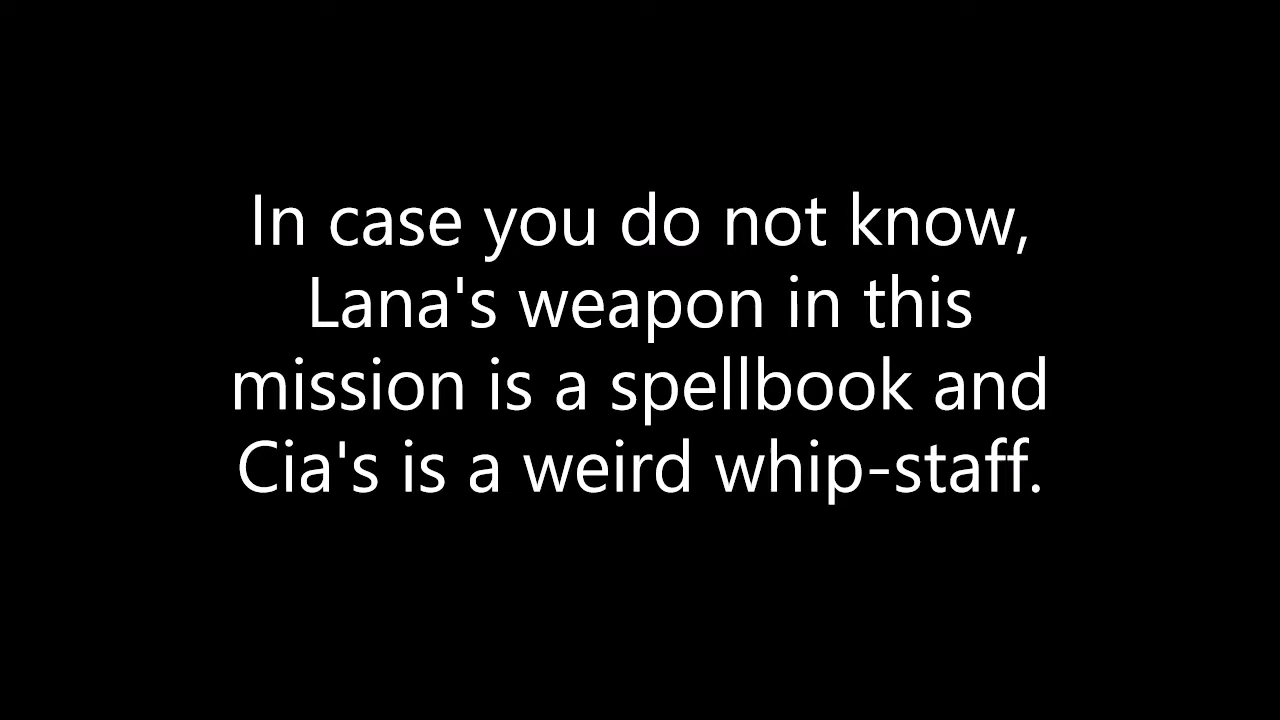 In case you do not know,
Lana's weapon in this
mission is a spellbook and
Cia's is a weird whip-staff.